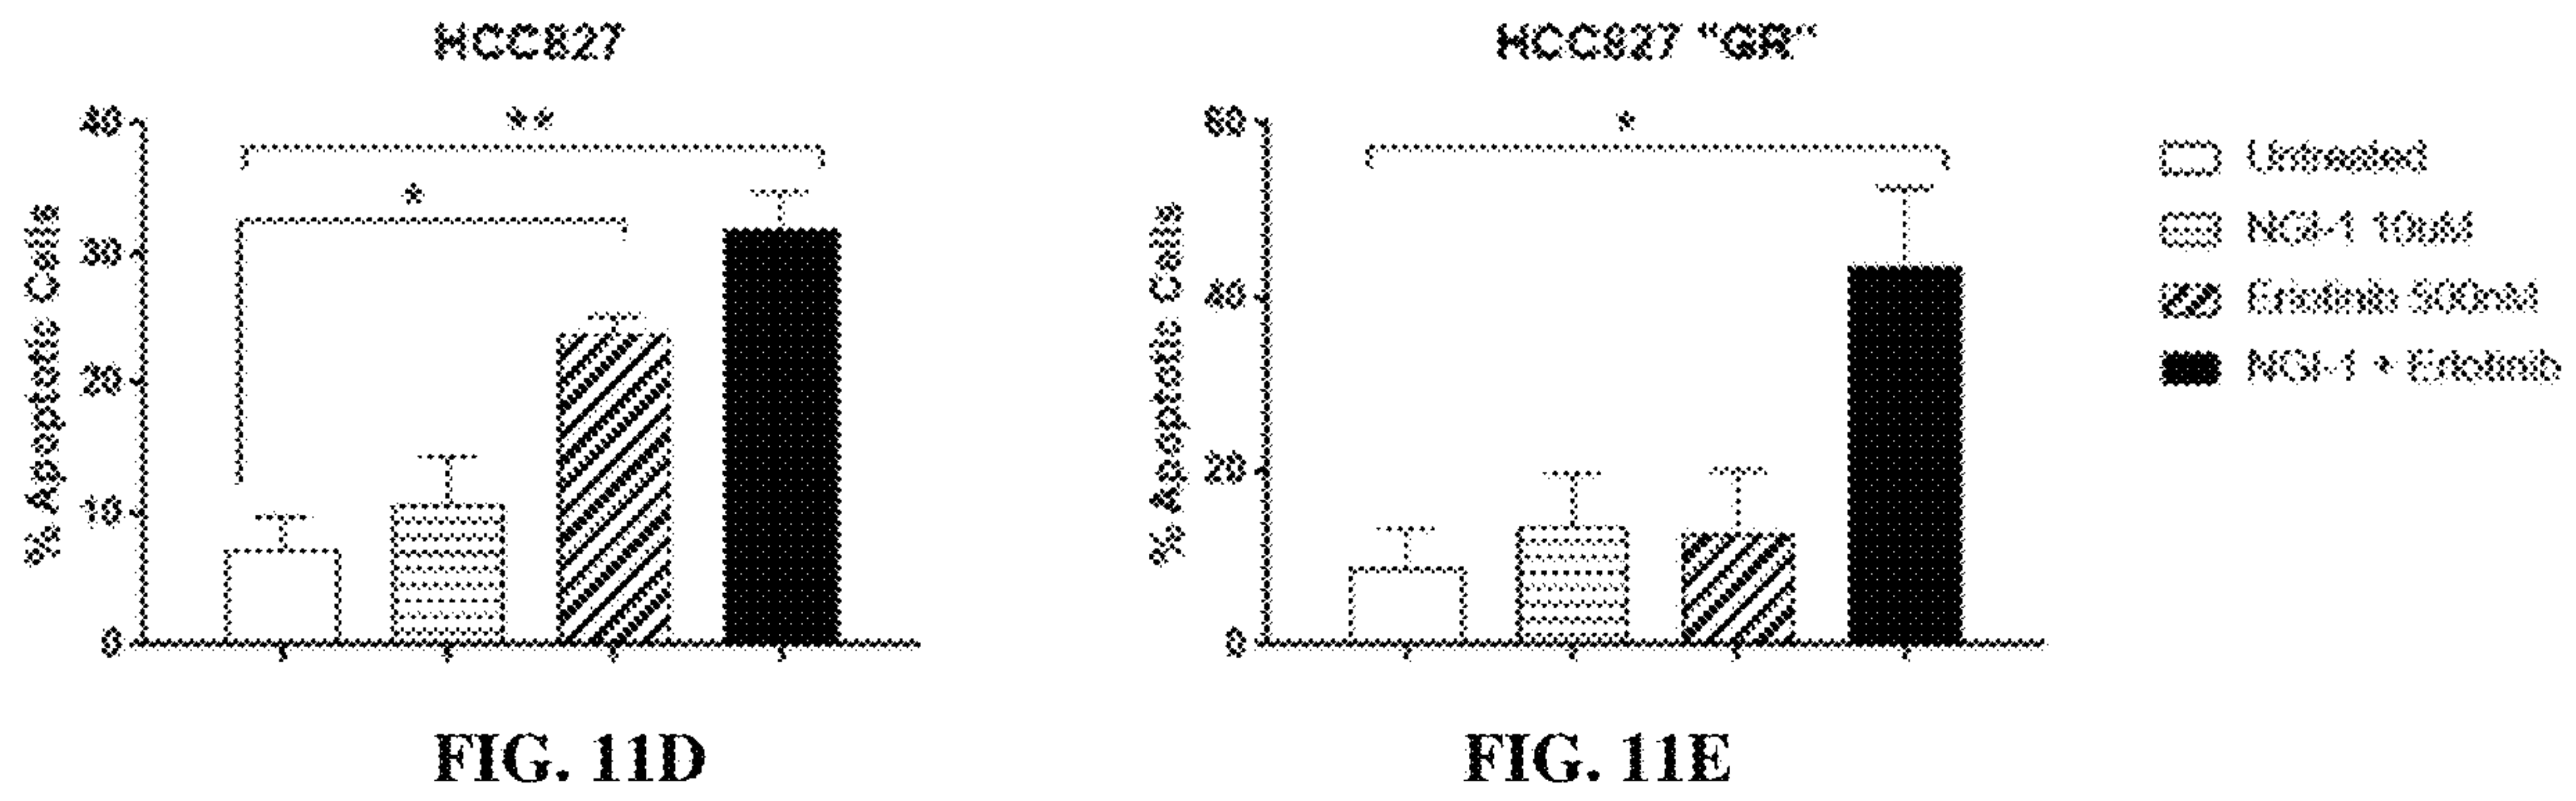 HCC827
**
*
40
30
20
10
0
% Apoptotic Cells
FIG. 11D
HCC827 "GR"
*
60
40
20
0
% Apoptotic Cells
FIG. 11E
Untreated
NGI-1 10uM
Erlotinib 500nM
NGI-1 + Erlotinib